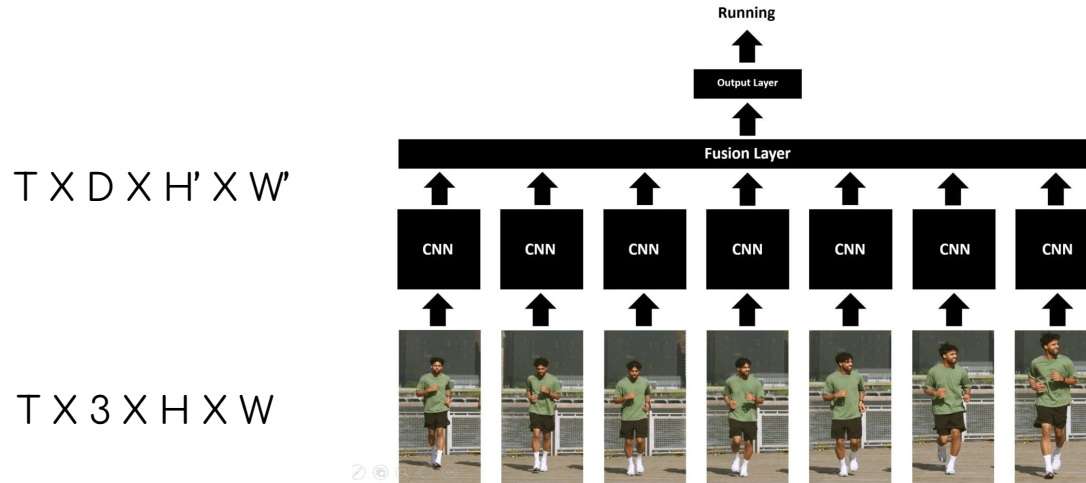 Running
Output Layer
Fusion Layer
T X D X H' X W'
CNN CNN CNN CNN CNN CNN CNN
T X 3 X H X W